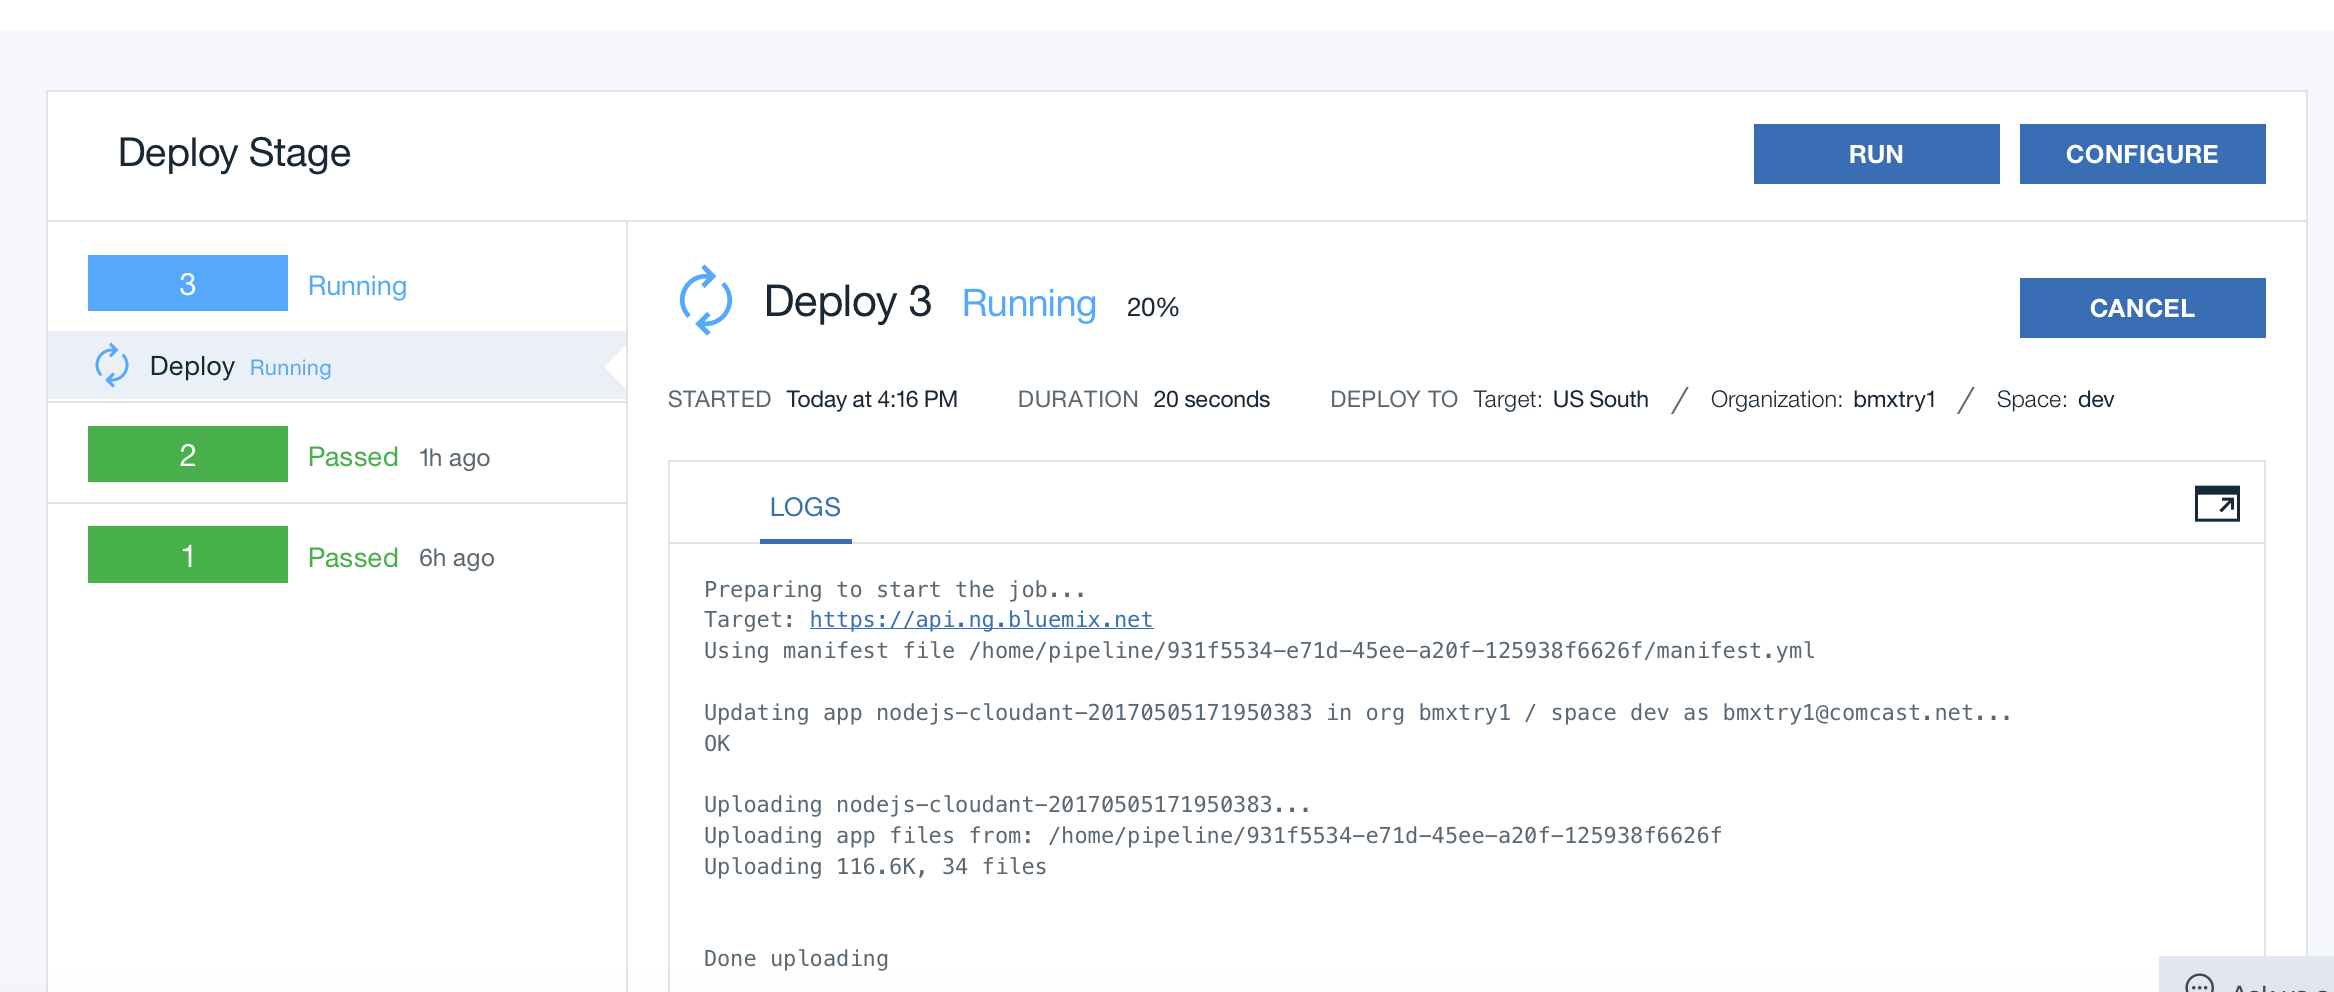 Deploy Stage
RUN
CONFIGURE
3 Running
Deploy Running
2 Passed 1h ago
1 Passed 6h ago
Deploy 3 Running 20%
CANCEL
STARTED Today at 4:16 PM DURATION 20 seconds DEPLOY TO Target: US South / Organization: bmxtry1 / Space: dev
LOGS
Preparing to start the job...
Target: https://api.ng.bluemix.net
Using manifest file /home/pipeline/931f5534-e71d-45ee-a20f-125938f6626f/manifest.yml
Updating app nodejs-cloudant-20170505171950383 in org bmxtry1 / space dev as bmxtry1@comcast.net...
OK
Uploading nodejs-cloudant-20170505171950383...
Uploading app files from: /home/pipeline/931f5534-e71d-45ee-a20f-125938f6626f
Uploading 116.6K, 34 files
Done uploading